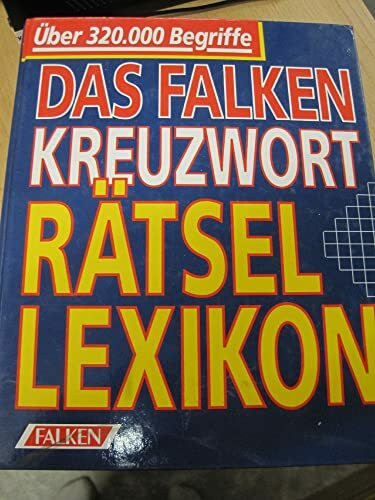 Über 320.000 Begriffe
DAS FALKEN
KREUZWORT
RÄTSEL
LEXIKON
FALKEN